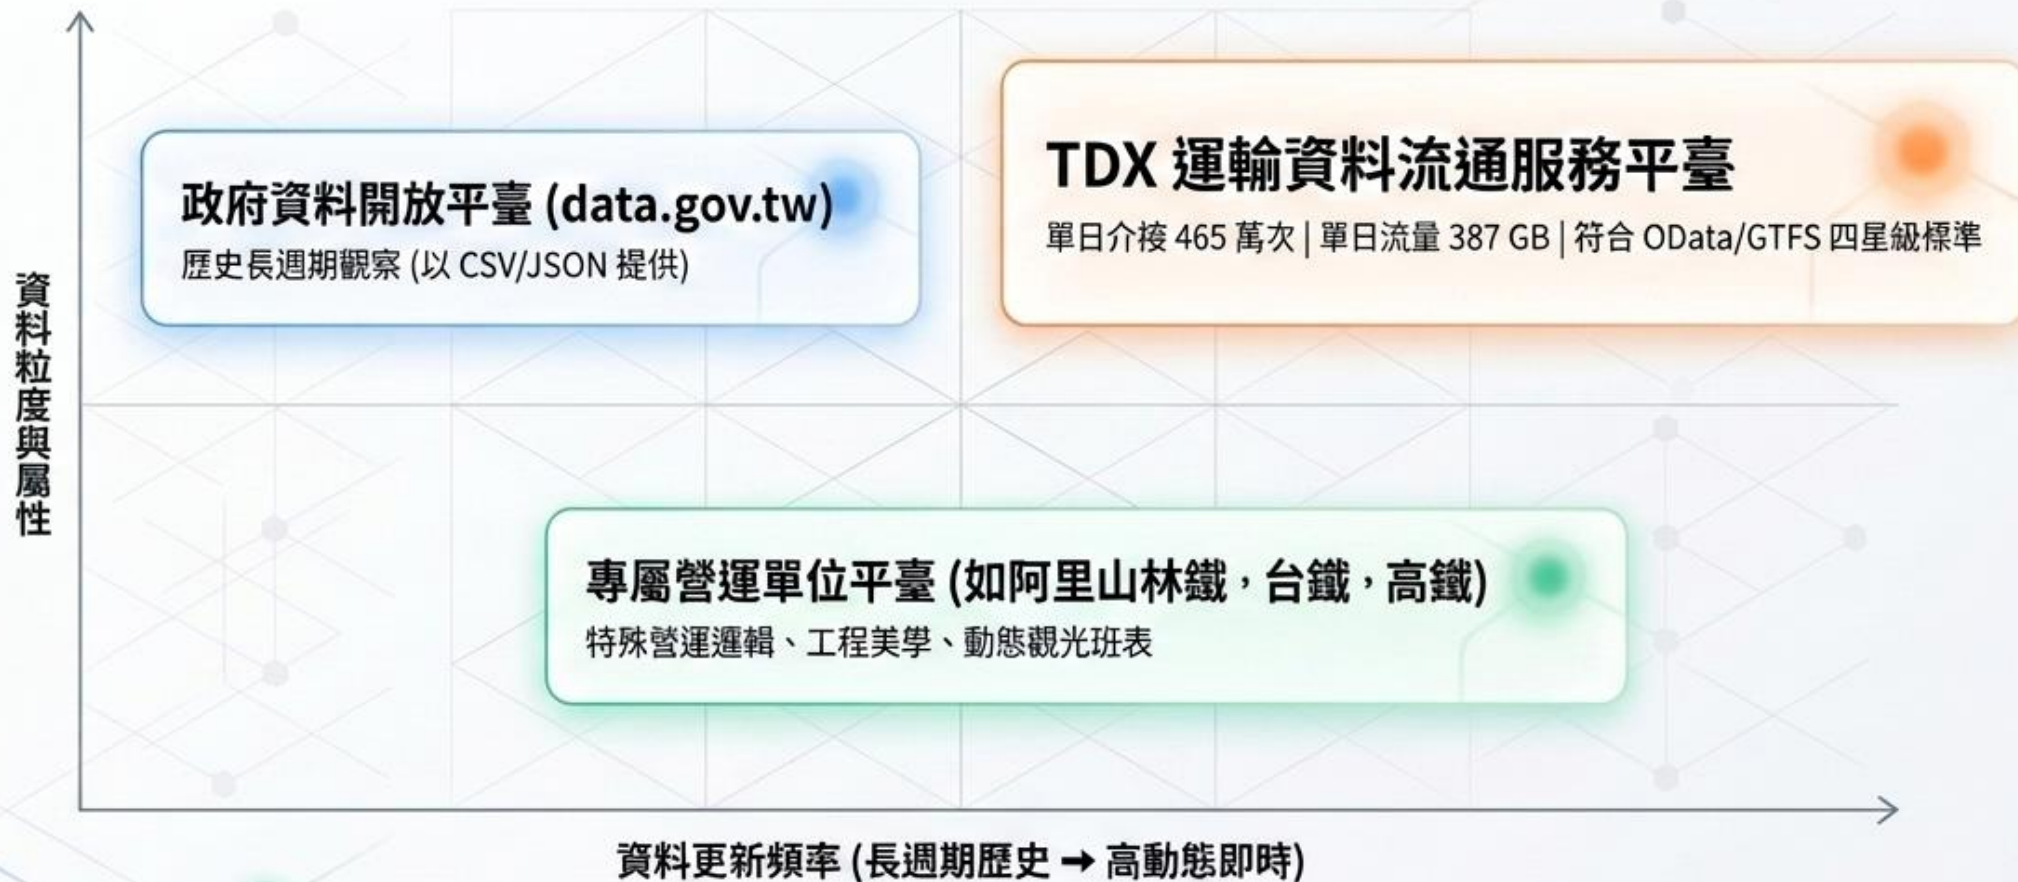 政府資料開放平臺 (data.gov.tw)
歷史長週期觀察 (以 CSV/JSON 提供)
TDX 運輸資料流通服務平臺
單日介接 465 萬次 | 單日流量 387 GB | 符合 OData/GTFS 四星級標準
資料粒度與屬性
專屬營運單位平臺 (如阿里山林鐵，台鐵，高鐵)
特殊營運邏輯、工程美學、動態觀光班表
資料更新頻率 (長週期歷史 → 高動態即時)